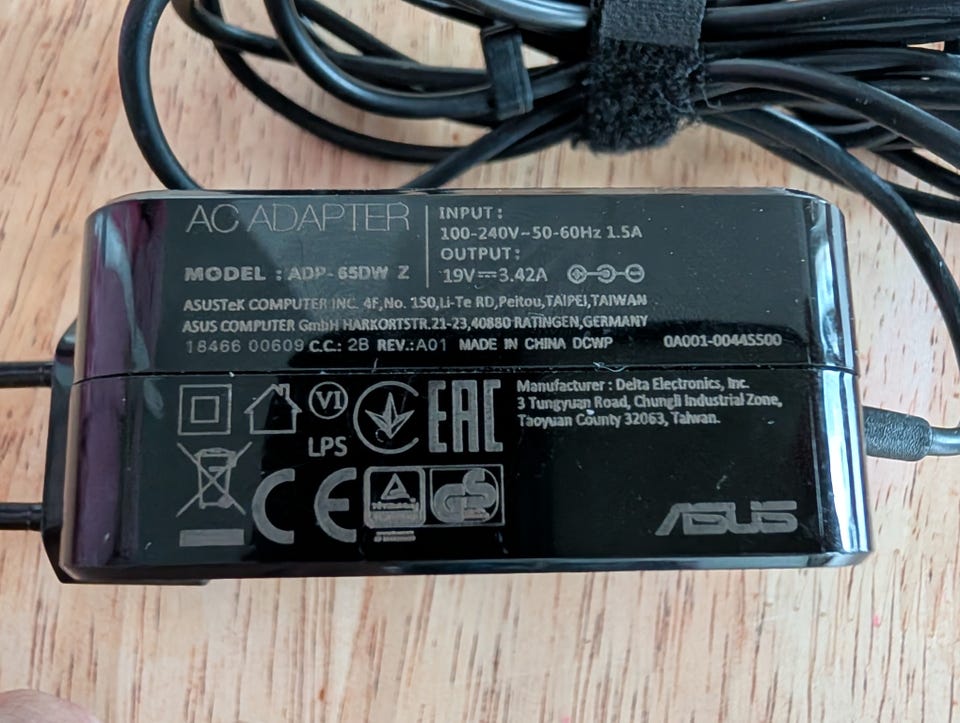 AC ADAPTER
MODEL : ADP-65DW Z
INPUT :
100-240V~50-60Hz 1.5A
OUTPUT :
19V⎓3.42A
ASUSTeK COMPUTER INC. 4F,No. 150,Li-Te RD,Peitou,TAIPEI,TAIWAN
ASUS COMPUTER GmbH HARKORTSTR.21-23,40880 RATINGEN,GERMANY
18466 00609 C.C.: 2B REV.:A01 MADE IN CHINA DCWP 0A001-00445500
VI
LPS
EAC
Manufacturer : Delta Electronics, Inc.
3 Tungyuan Road, Chungli Industrial Zone,
Taoyuan County 32063, Taiwan.
CE
GS
ASUS